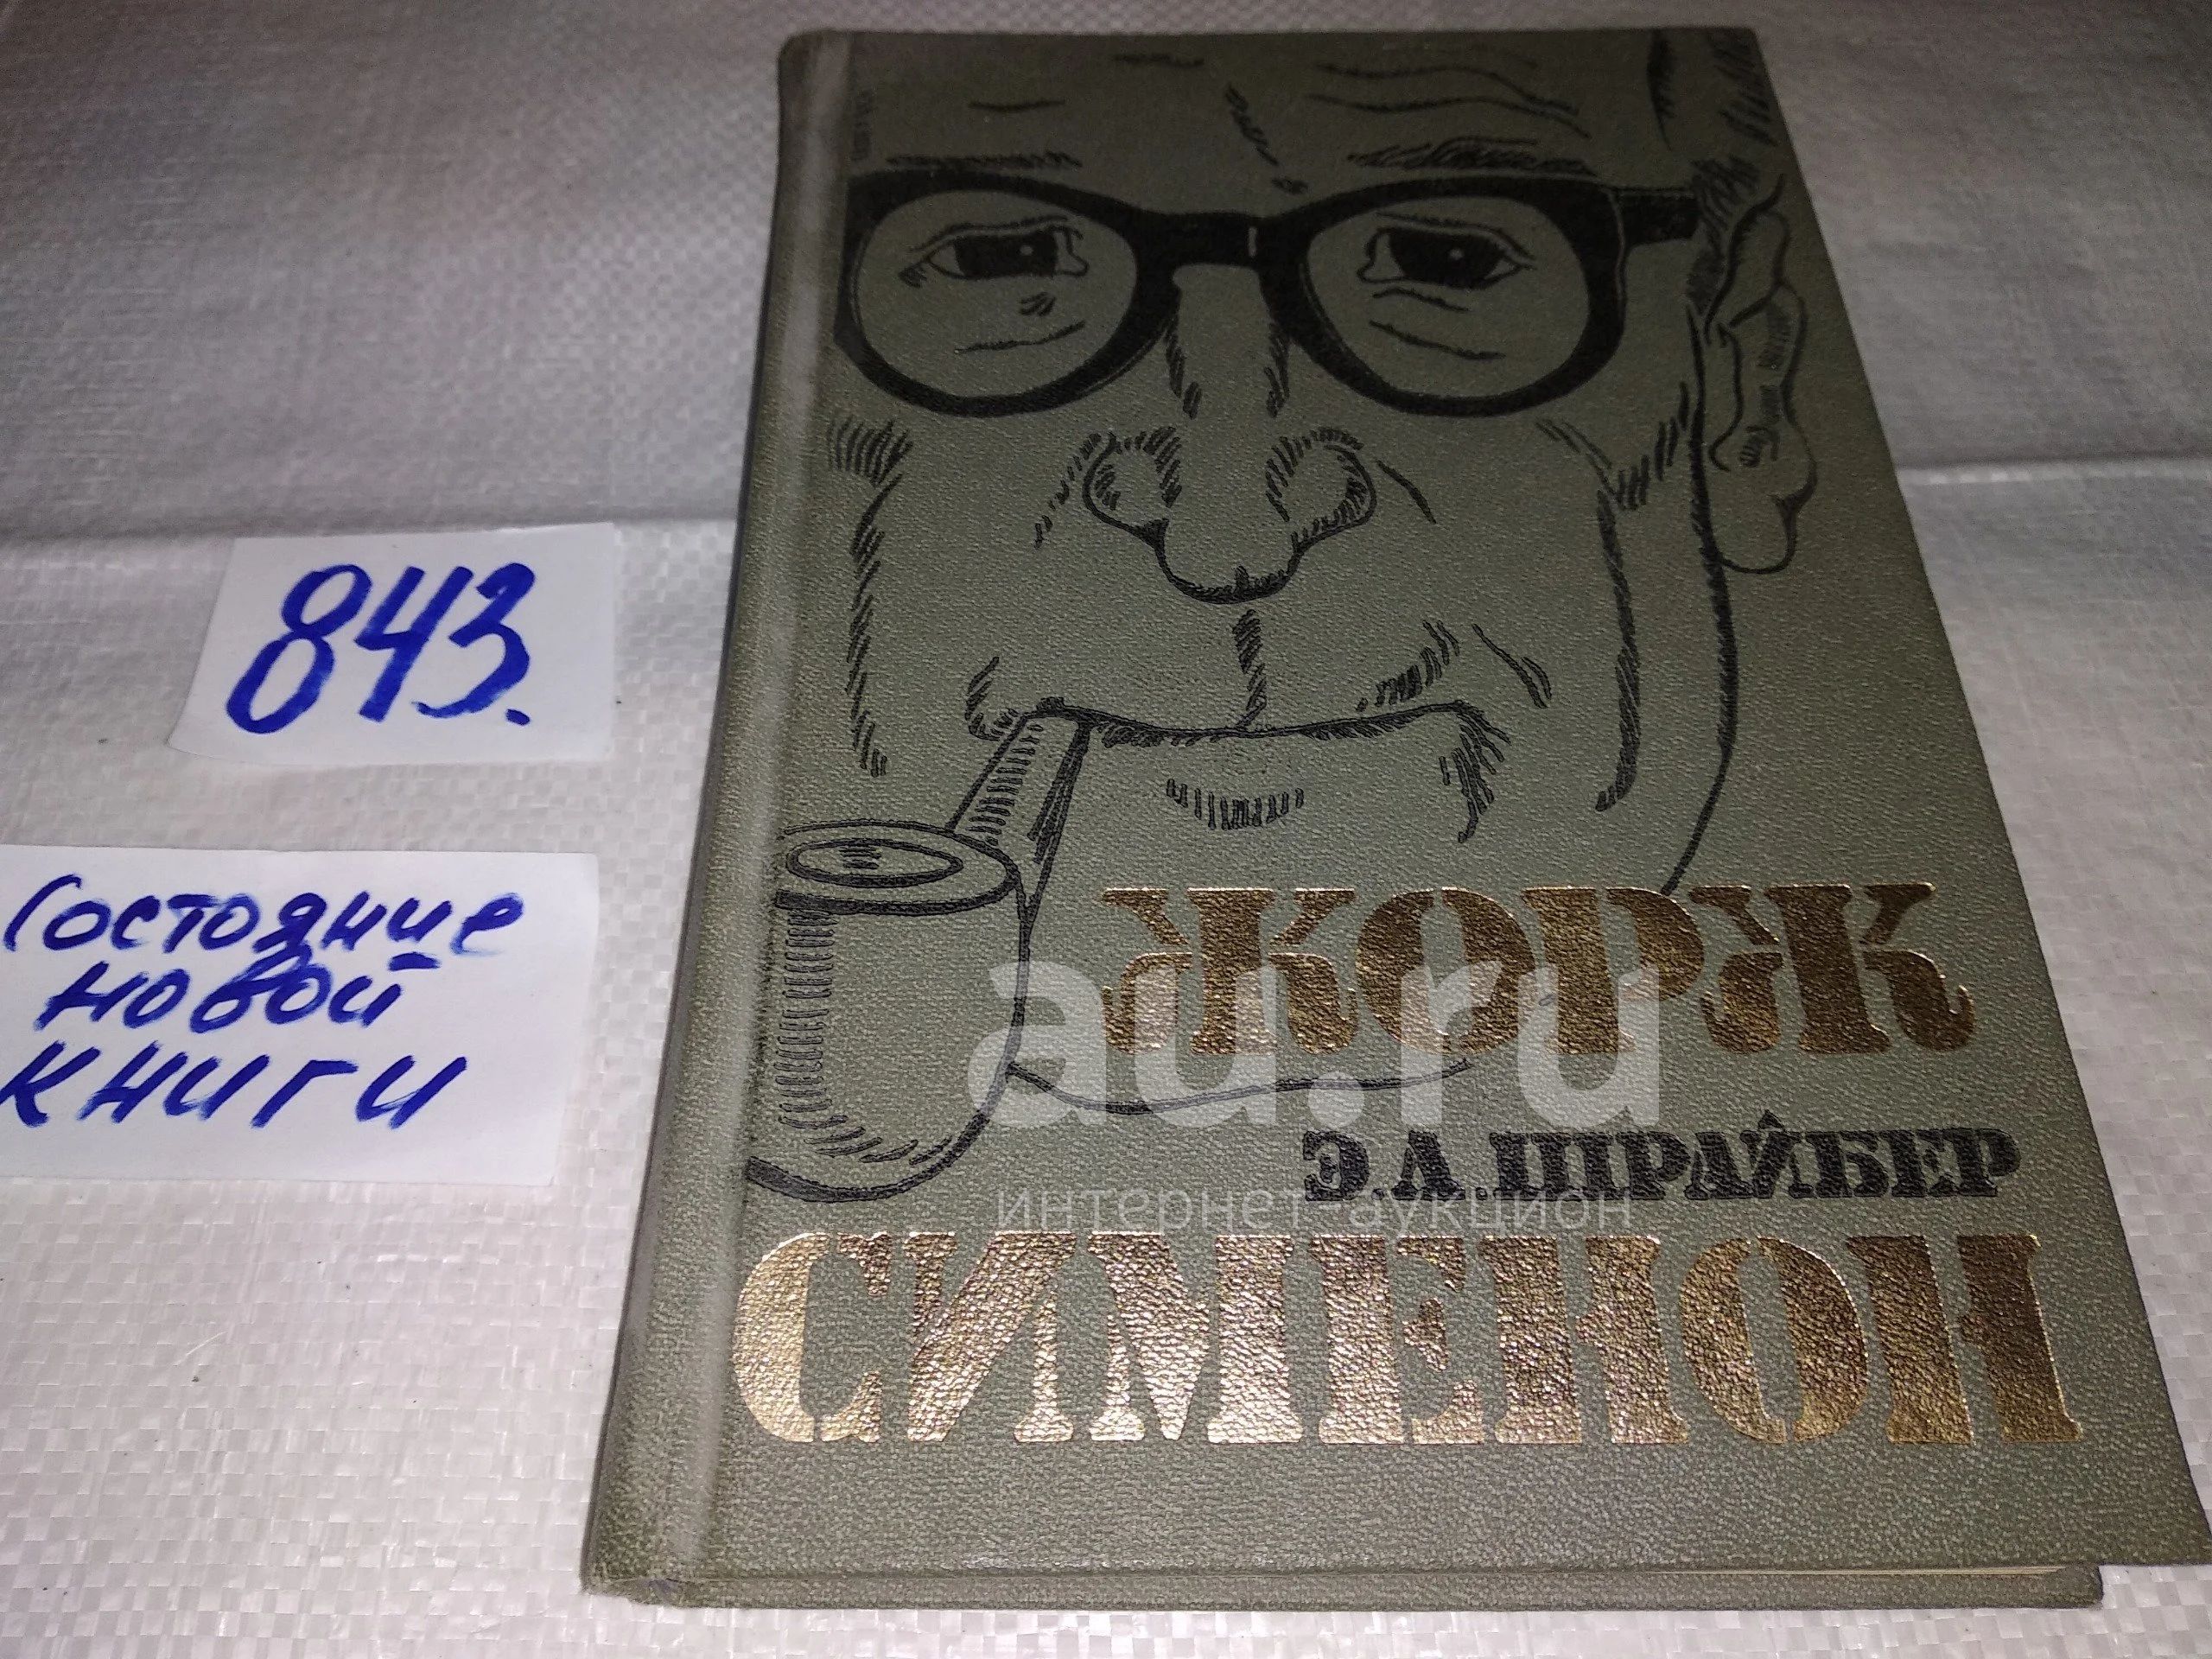 843.
Состояние
новой
книги
ЖОРЖ
au.ru
Э.А.ШРАЙБЕР
интернет-аукцион
СИМЕНОН